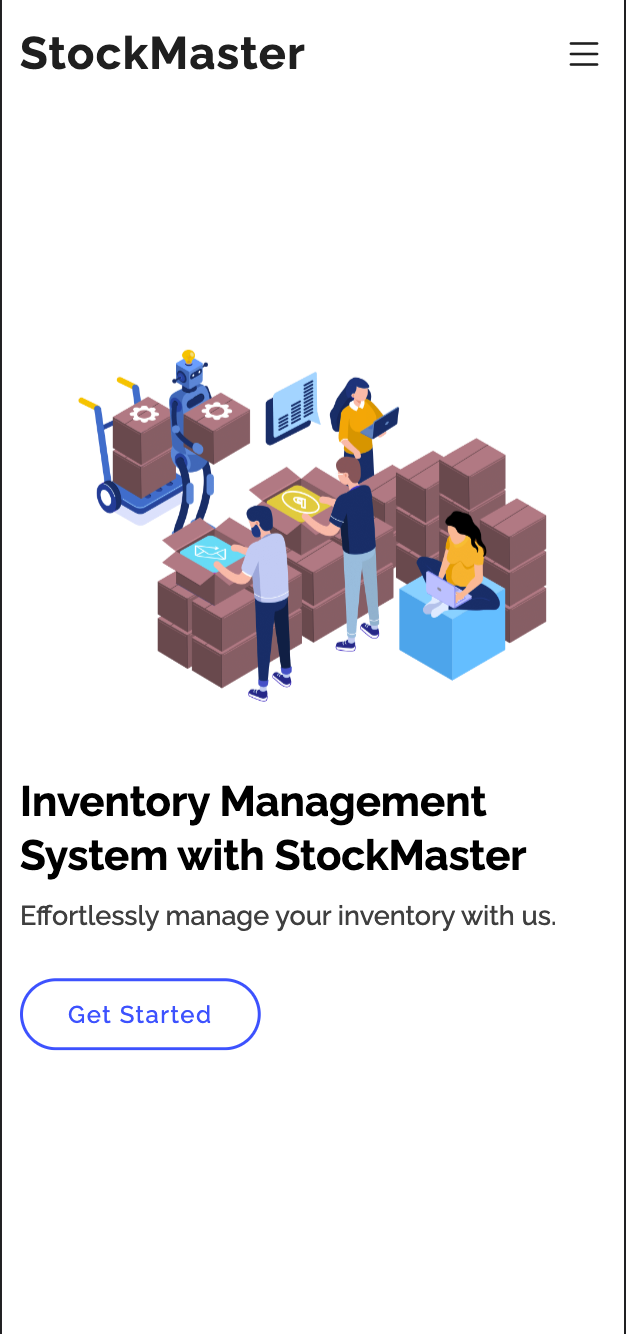 StockMaster
Inventory Management
System with StockMaster
Effortlessly manage your inventory with us.
Get Started